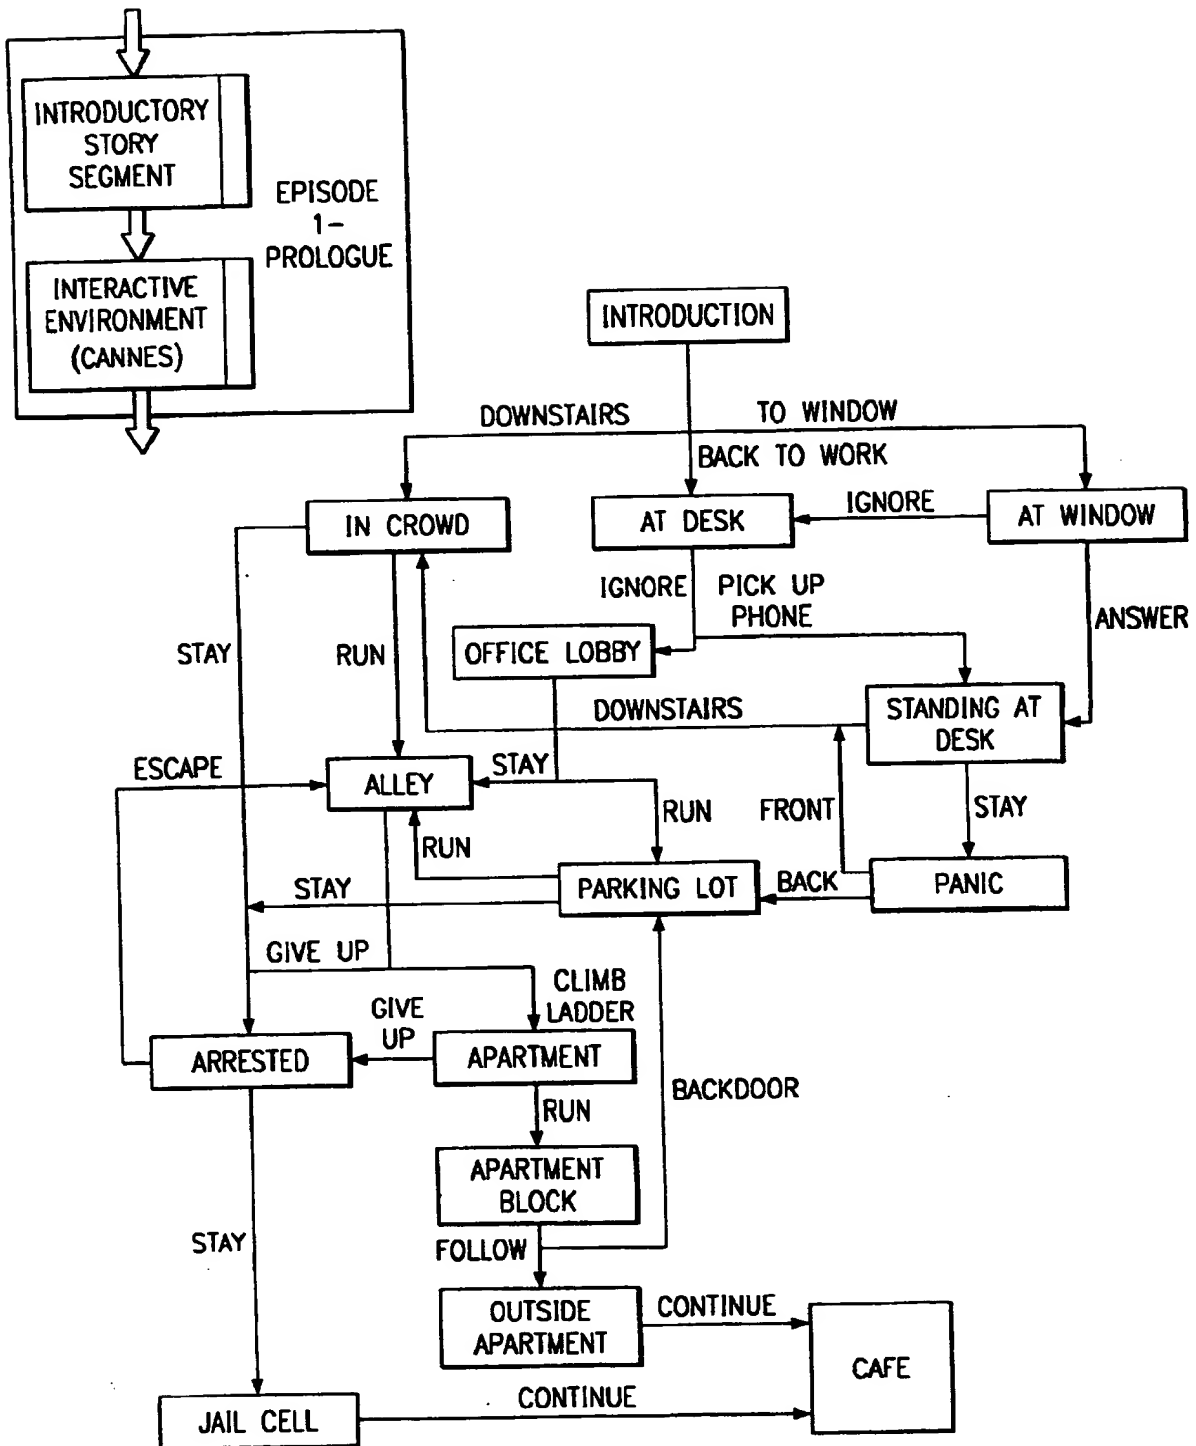 INTRODUCTORY
STORY
SEGMENT
EPISODE
1-
PROLOGUE
INTERACTIVE
ENVIRONMENT
(CANNES)
INTRODUCTION
DOWNSTAIRS
TO WINDOW
BACK TO WORK
IN CROWD
AT DESK
IGNORE
AT WINDOW
IGNORE
PICK UP
PHONE
ANSWER
STAY
RUN
OFFICE LOBBY
DOWNSTAIRS
STANDING AT
DESK
ESCAPE
ALLEY
STAY
RUN
FRONT
STAY
RUN
STAY
PARKING LOT
BACK
PANIC
GIVE UP
CLIMB
LADDER
GIVE
UP
ARRESTED
APARTMENT
BACKDOOR
RUN
APARTMENT
BLOCK
STAY
FOLLOW
OUTSIDE
APARTMENT
CONTINUE
CAFE
JAIL CELL
CONTINUE